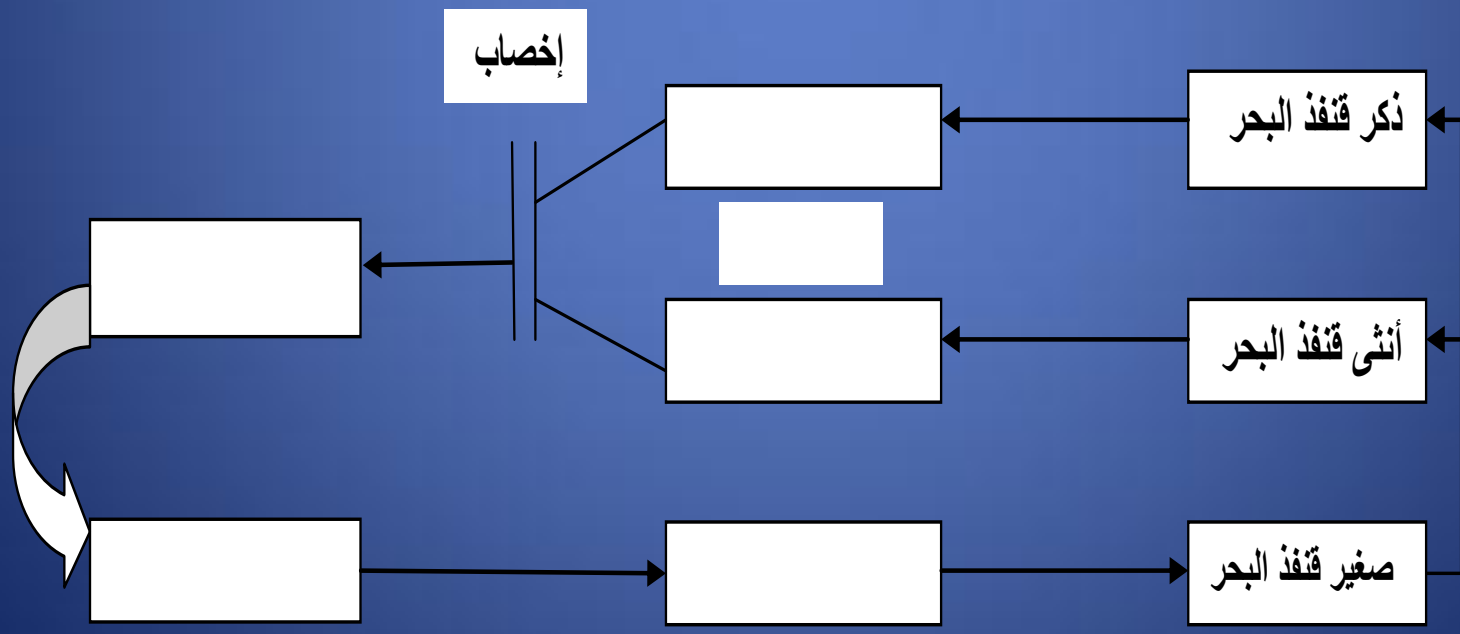 إخصاب
ذكر قنفذ البحر
أنثى قنفذ البحر
صغير قنفذ البحر